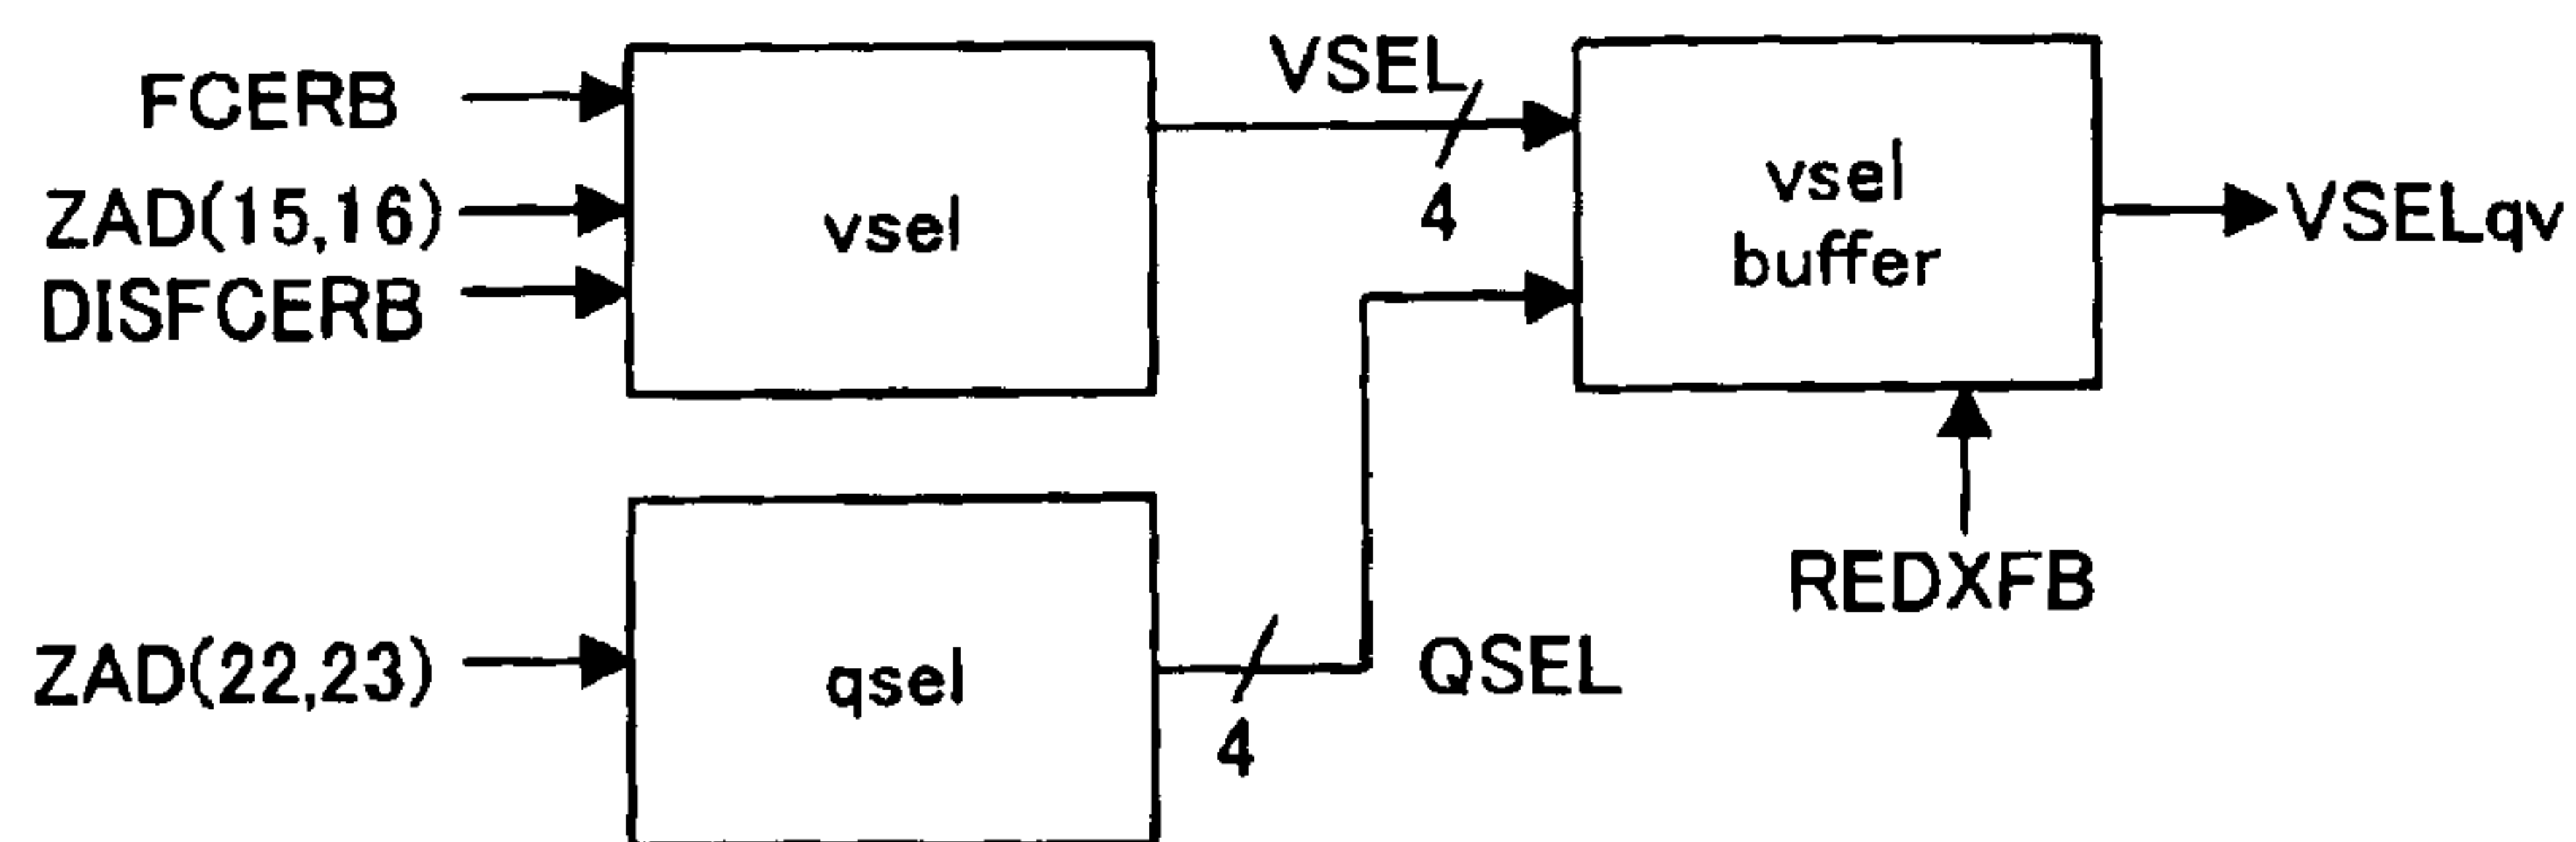 FCERB
ZAD(15,16)
DISFCERB
vsel
VSEL
4
vsel
buffer
VSELqv
REDXFB
ZAD(22,23)
qsel
4
QSEL